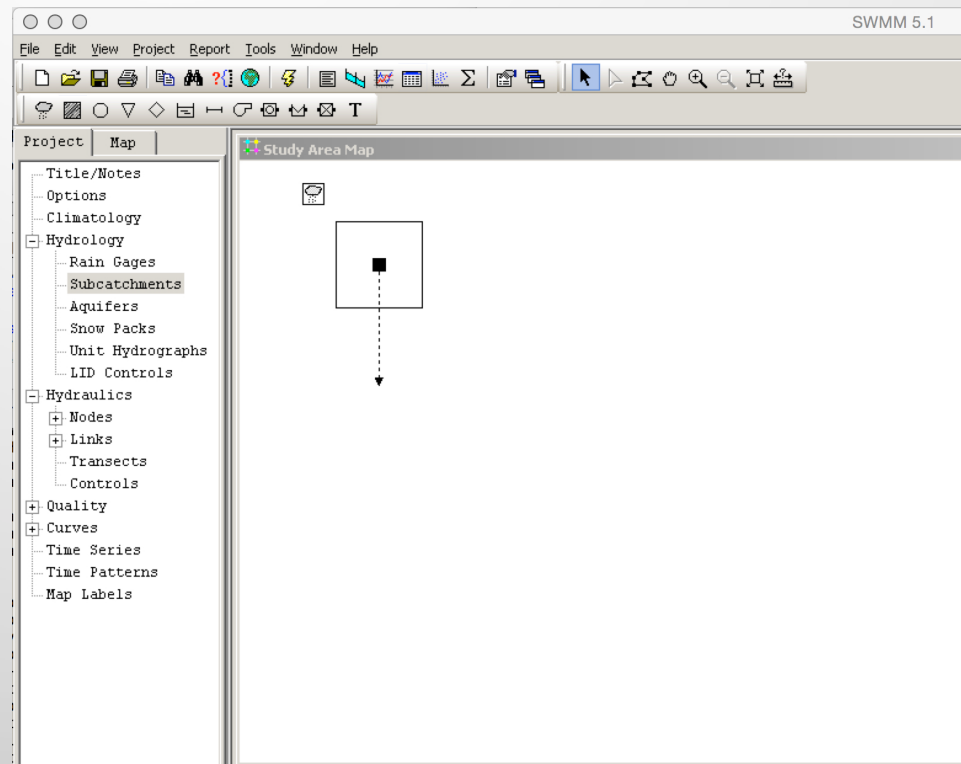 SWMM 5.1
File Edit View Project Report Tools Window Help
?{}
Σ
T
Project Map
Study Area Map
Title/Notes
Options
Climatology
Hydrology
Rain Gages
Subcatchments
Aquifers
Snow Packs
Unit Hydrographs
LID Controls
Hydraulics
Nodes
Links
Transects
Controls
Quality
Curves
Time Series
Time Patterns
Map Labels